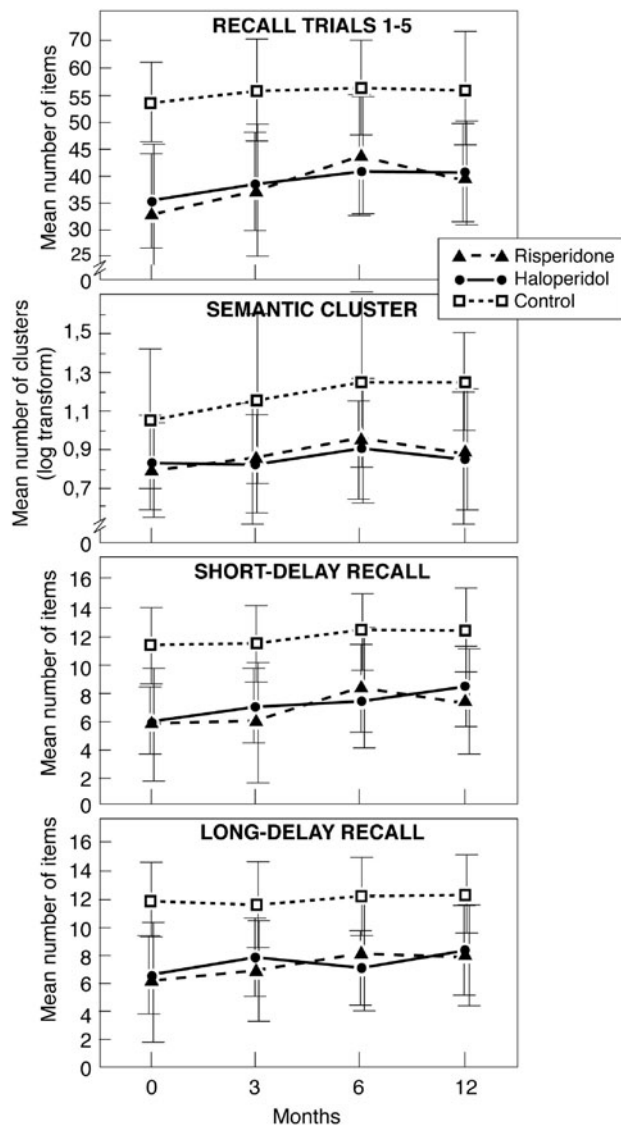 RECALL TRIALS 1-5
Mean number of items
70
65
60
55
50
45
40
35
30
25
0
Risperidone
Haloperidol
Control
SEMANTIC CLUSTER
Mean number of clusters
(log transform)
1,5
1,3
1,1
0,9
0,7
0
SHORT-DELAY RECALL
Mean number of items
16
14
12
10
8
6
4
2
0
LONG-DELAY RECALL
Mean number of items
16
14
12
10
8
6
4
2
0
0 3 6 12
Months